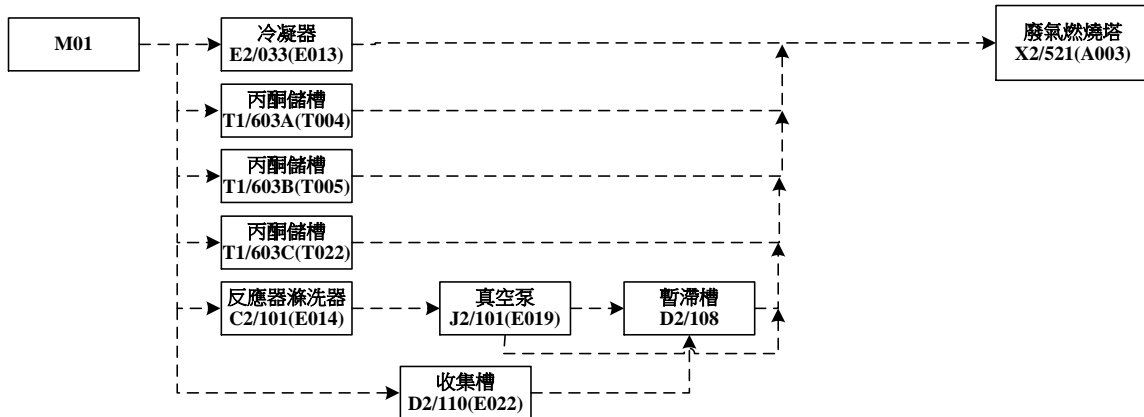 M01
冷凝器
E2/033(E013)
廢氣燃燒塔
X2/521(A003)
丙酮儲槽
T1/603A(T004)
丙酮儲槽
T1/603B(T005)
丙酮儲槽
T1/603C(T022)
反應器滌洗器
C2/101(E014)
真空泵
J2/101(E019)
暫滯槽
D2/108
收集槽
D2/110(E022)